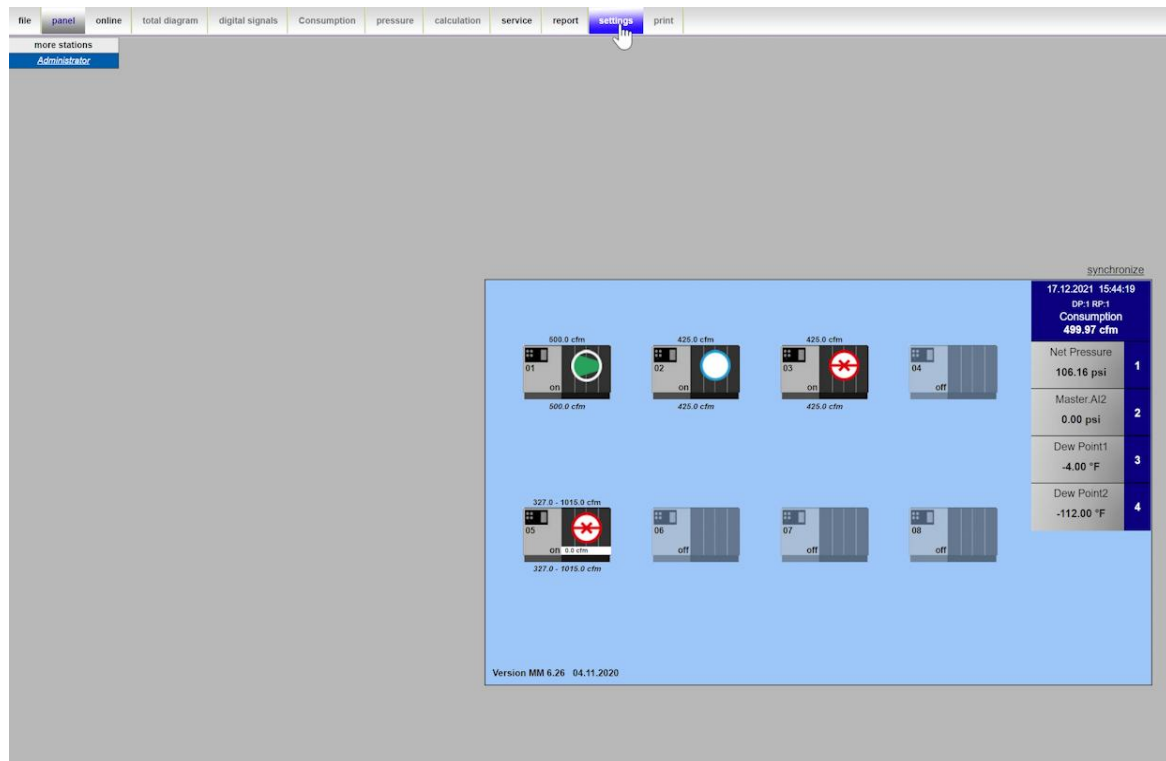 file panel online total diagram digital signals Consumption pressure calculation service report settings print
more stations
Administrator
synchronize
17.12.2021 15:44:19
DP:1 RP:1
Consumption
499.97 cfm
Net Pressure
106.16 psi
1
Master.AI2
0.00 psi
2
Dew Point1
-4.00 °F
3
Dew Point2
-112.00 °F
4
500.0 cfm 425.0 cfm 425.0 cfm
01 02 03 04
on on on off
500.0 cfm 425.0 cfm 425.0 cfm
327.0 - 1015.0 cfm
05 06 07 08
on 0.0 cfm off off off
327.0 - 1015.0 cfm
Version MM 6.26 04.11.2020